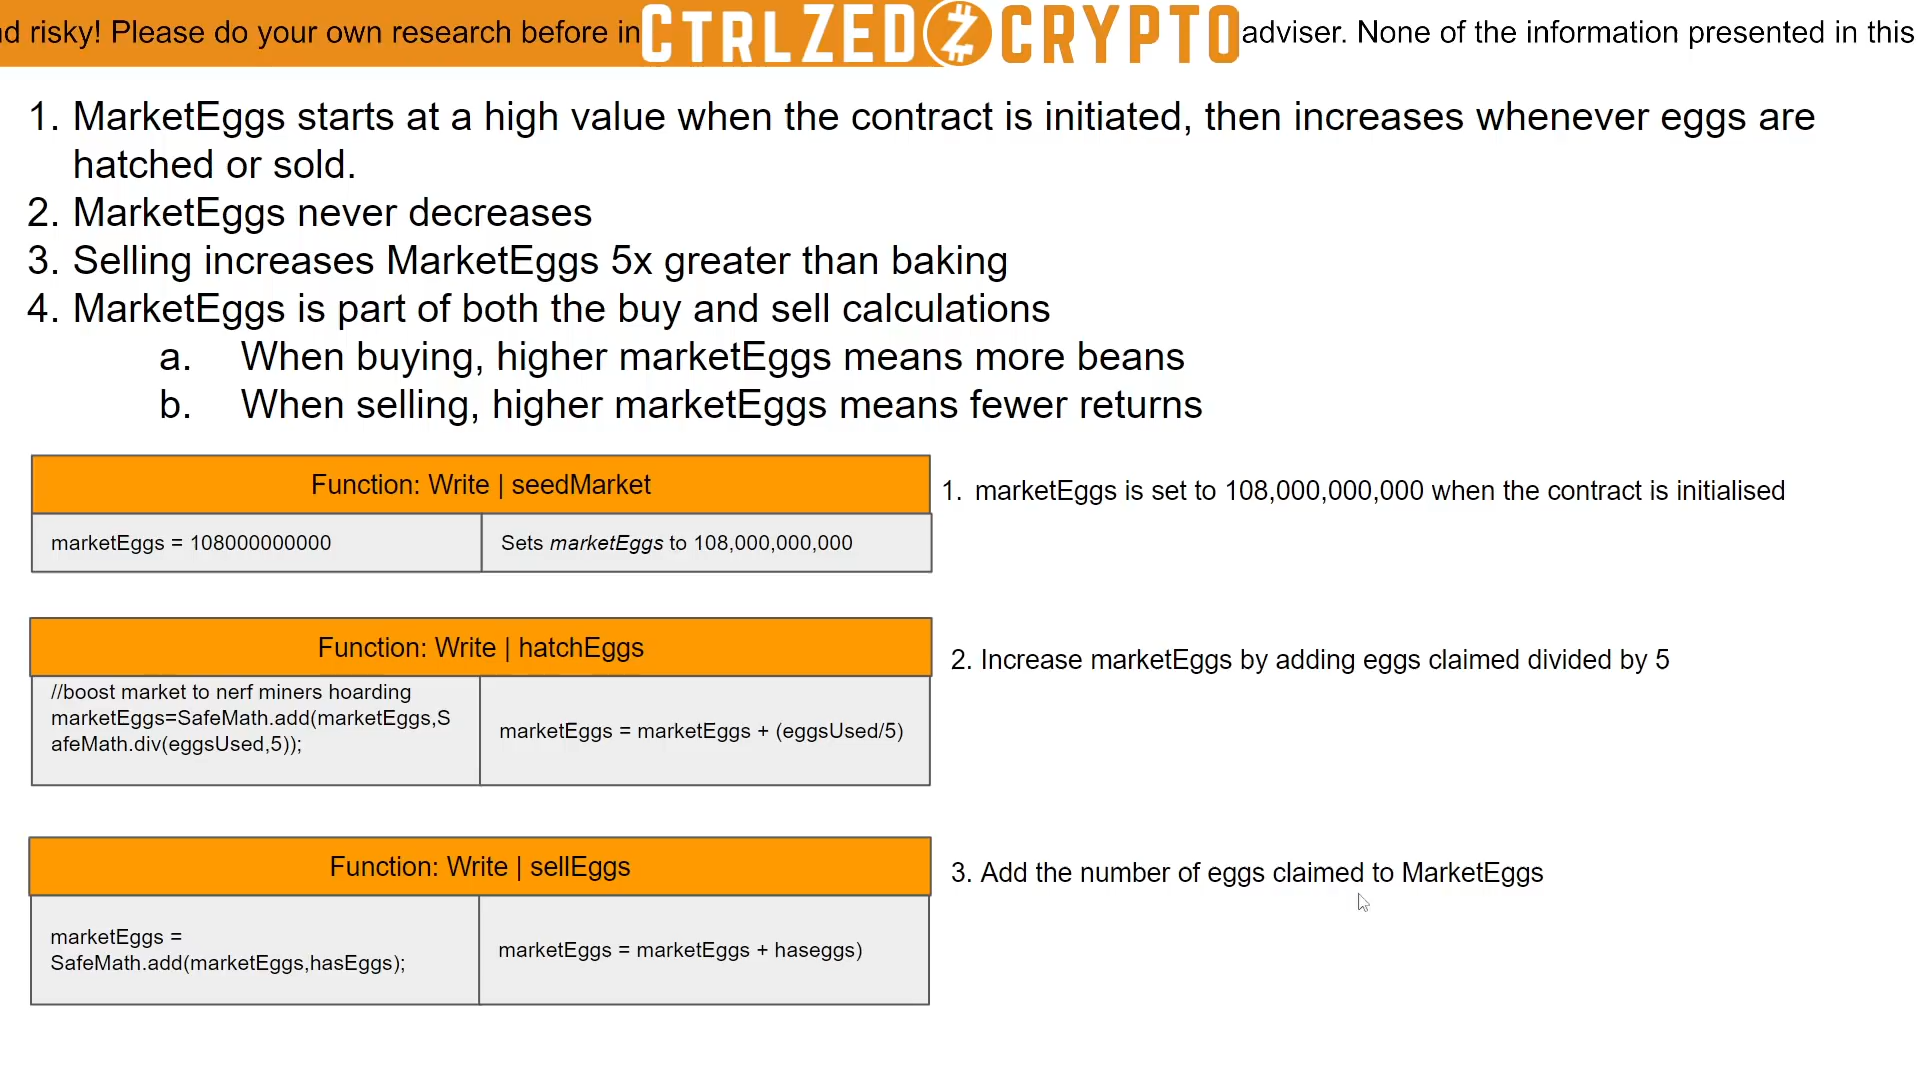 nd risky! Please do your own research before in
CTRLZED CRYPTO
adviser. None of the information presented in this
1. MarketEggs starts at a high value when the contract is initiated, then increases whenever eggs are
hatched or sold.
2. MarketEggs never decreases
3. Selling increases MarketEggs 5x greater than baking
4. MarketEggs is part of both the buy and sell calculations
a. When buying, higher marketEggs means more beans
b. When selling, higher marketEggs means fewer returns
Function: Write | seedMarket
marketEggs = 108000000000
Sets marketEggs to 108,000,000,000
1. marketEggs is set to 108,000,000,000 when the contract is initialised
Function: Write | hatchEggs
//boost market to nerf miners hoarding
marketEggs=SafeMath.add(marketEggs,S
afeMath.div(eggsUsed,5));
marketEggs = marketEggs + (eggsUsed/5)
2. Increase marketEggs by adding eggs claimed divided by 5
Function: Write | sellEggs
marketEggs =
SafeMath.add(marketEggs,hasEggs);
marketEggs = marketEggs + haseggs)
3. Add the number of eggs claimed to MarketEggs